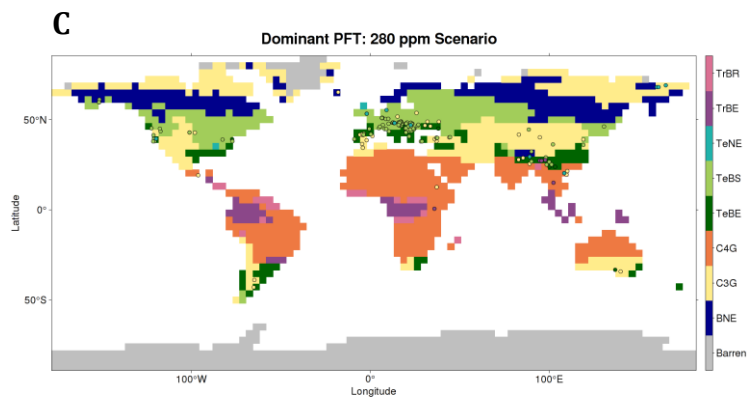 C
Dominant PFT: 280 ppm Scenario
50°N
0°
50°S
Latitude
100°W
0°
100°E
Longitude
TrBR
TrBE
TeNE
TeBS
TeBE
C4G
C3G
BNE
Barren